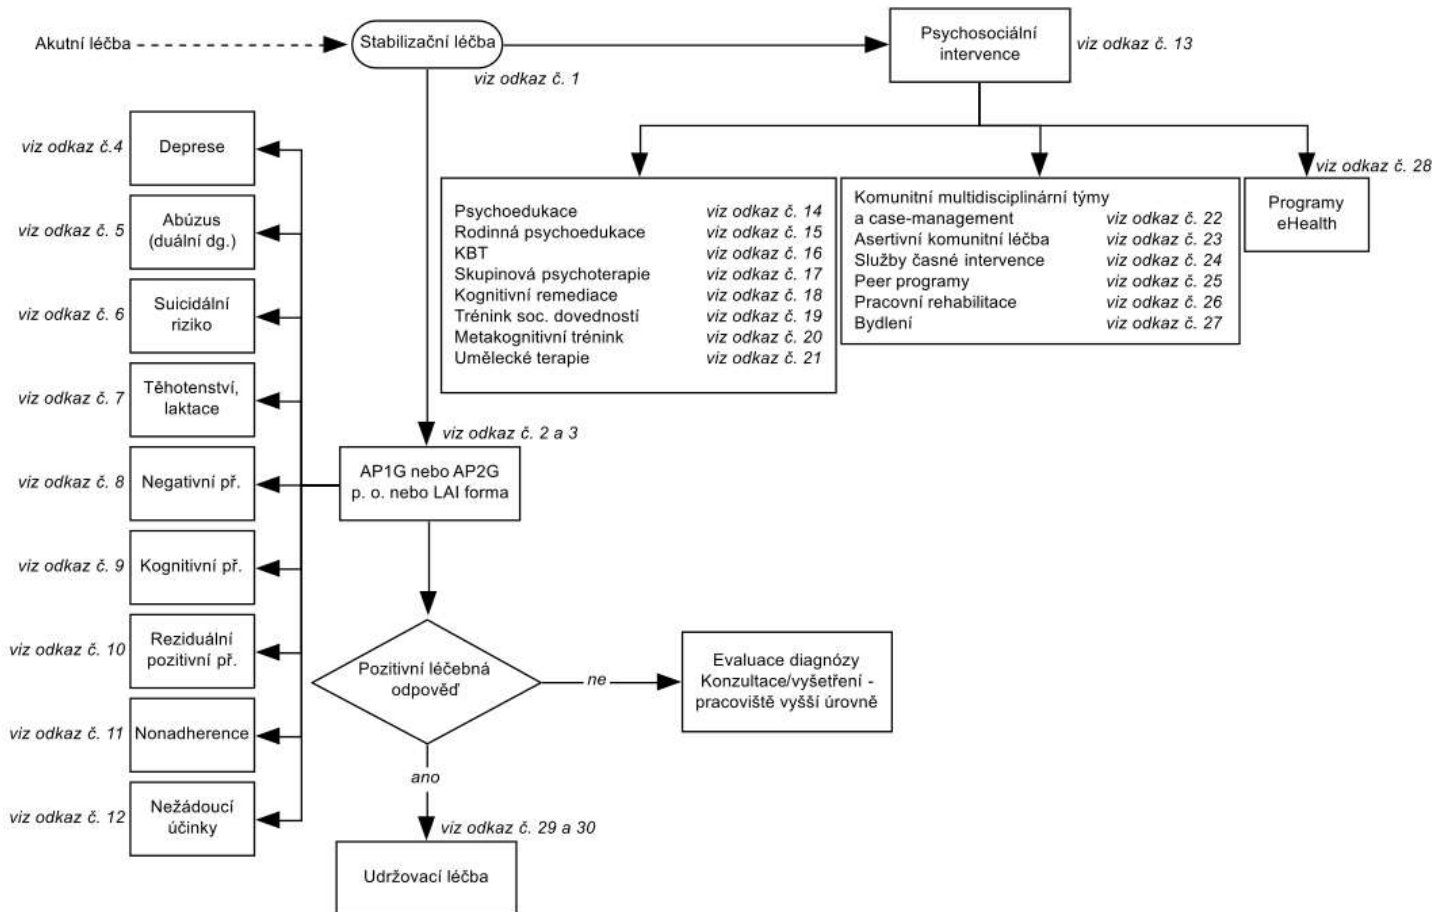 Akutní léčba
Stabilizační léčba
viz odkaz č. 1
Psychosociální
intervence
viz odkaz č. 13
viz odkaz č.4
Deprese
viz odkaz č. 5
Abúzus
(duální dg.)
viz odkaz č. 6
Suicidální
riziko
viz odkaz č. 7
Těhotenství,
laktace
viz odkaz č. 8
Negativní př.
viz odkaz č. 9
Kognitivní př.
viz odkaz č. 10
Reziduální
pozitivní př.
viz odkaz č. 11
Nonadherence
viz odkaz č. 12
Nežádoucí
účinky
Psychoedukace viz odkaz č. 14
Rodinná psychoedukace viz odkaz č. 15
KBT viz odkaz č. 16
Skupinová psychoterapie viz odkaz č. 17
Kognitivní remediace viz odkaz č. 18
Trénink soc. dovedností viz odkaz č. 19
Metakognitivní trénink viz odkaz č. 20
Umělecké terapie viz odkaz č. 21
Komunitní multidisciplinární týmy
a case-management viz odkaz č. 22
Asertivní komunitní léčba viz odkaz č. 23
Služby časné intervence viz odkaz č. 24
Peer programy viz odkaz č. 25
Pracovní rehabilitace viz odkaz č. 26
Bydlení viz odkaz č. 27
viz odkaz č. 28
Programy
eHealth
viz odkaz č. 2 a 3
AP1G nebo AP2G
p. o. nebo LAI forma
Pozitivní léčebná
odpověď
ne
Evaluace diagnózy
Konzultace/vyšetření -
pracoviště vyšší úrovně
ano
viz odkaz č. 29 a 30
Udržovací léčba